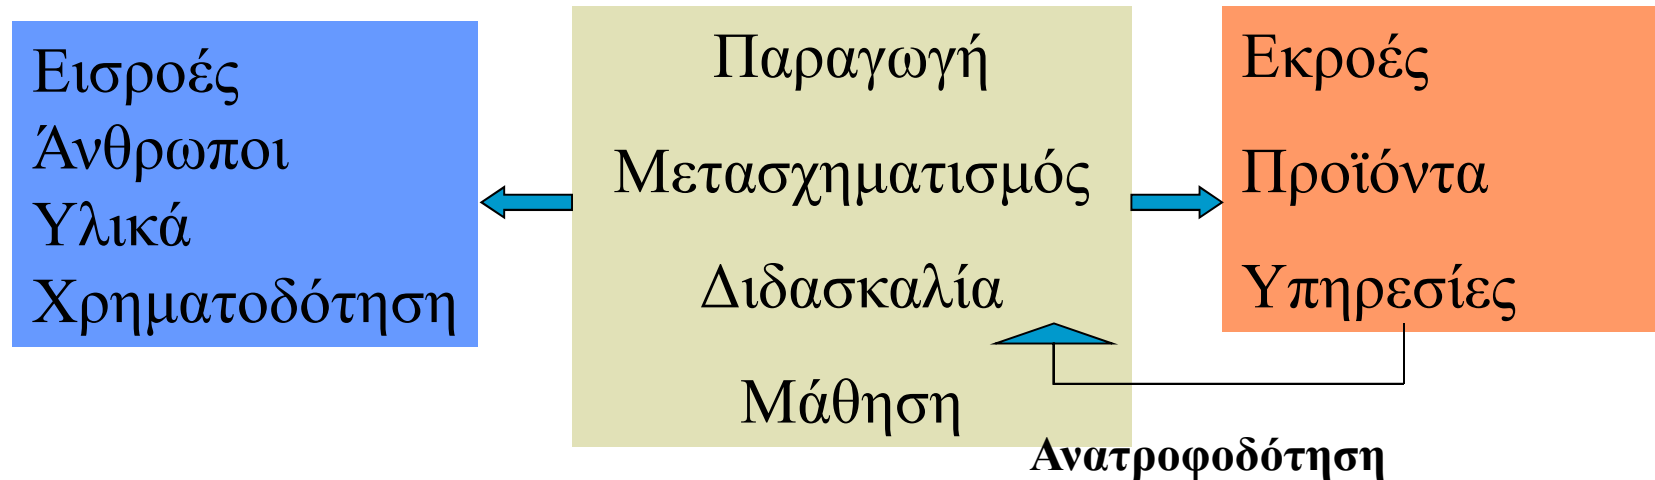 Εισροές
Άνθρωποι
Υλικά
Χρηματοδότηση
Παραγωγή
Μετασχηματισμός
Διδασκαλία
Μάθηση
Εκροές
Προϊόντα
Υπηρεσίες
Ανατροφοδότηση